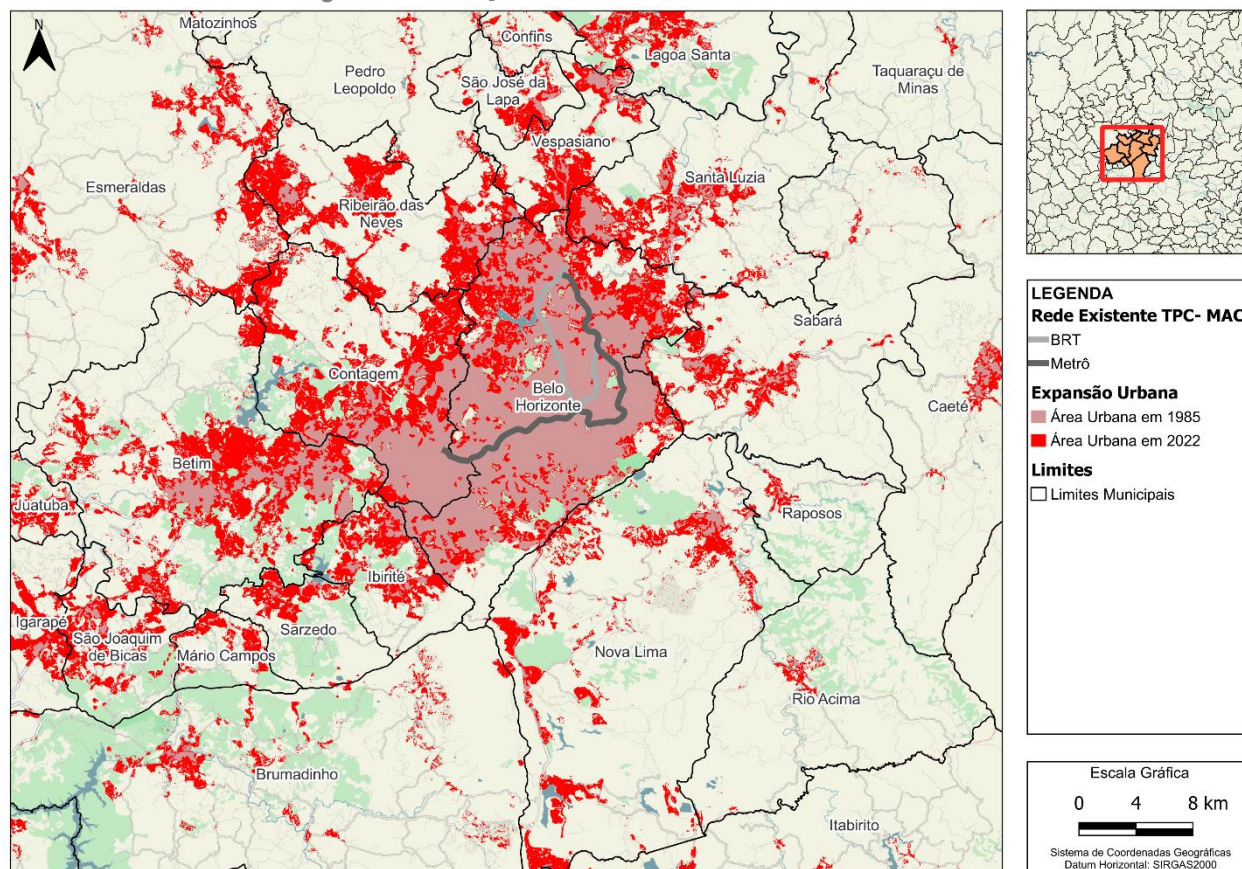 N
Matozinhos
Confins
Lagoa Santa
Pedro
Leopoldo
São José da
Lapa
Taquaraçu de
Minas
Vespasiano
Esmeraldas
Santa Luzia
Ribeirão das
Neves
Sabará
Contagem
Belo
Horizonte
Caeté
Betim
Juatuba
Raposos
Ibirité
Igarapé
São Joaquim
de Bicas
Mário Campos
Sarzedo
Nova Lima
Rio Acima
Brumadinho
Itabirito
LEGENDA
Rede Existente TPC- MAC
BRT
Metrô
Expansão Urbana
Área Urbana em 1985
Área Urbana em 2022
Limites
Limites Municipais
Escala Gráfica
0 4 8 km
Sistema de Coordenadas Geográficas
Datum Horizontal: SIRGAS2000